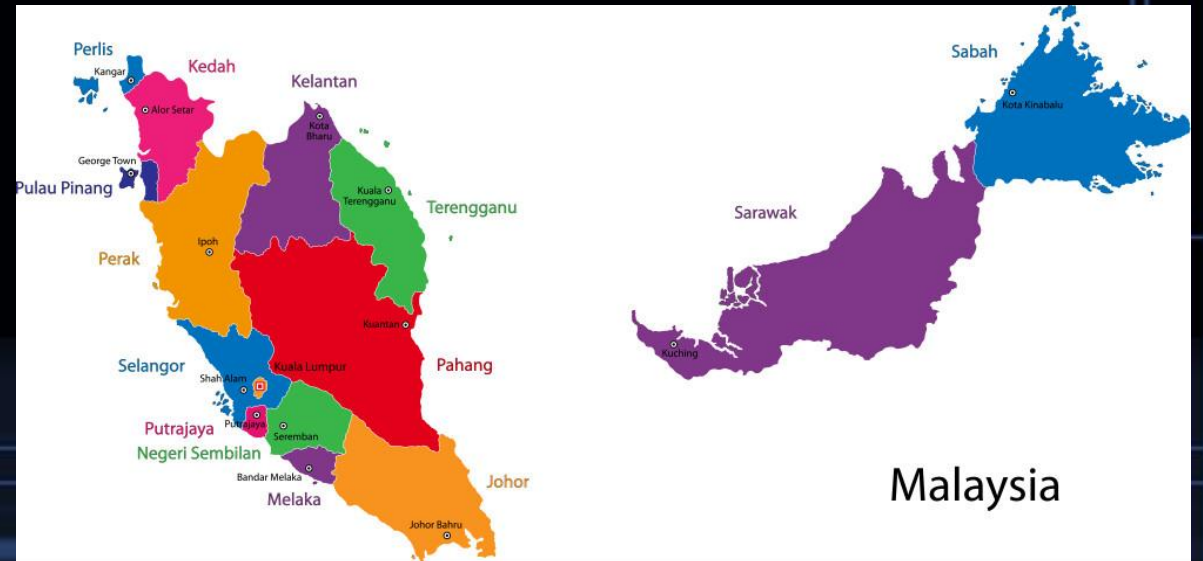 Perlis
Kangar
Kedah
Alor Setar
Kelantan
Kota
Bharu
George Town
Pulau Pinang
Kuala
Terengganu
Terengganu
Ipoh
Perak
Kuantan
Pahang
Selangor
Kuala Lumpur
Shah Alam
Putrajaya
Putrajaya
Seremban
Negeri Sembilan
Bandar Melaka
Melaka
Johor
Johor Bahru
Sabah
Kota Kinabalu
Sarawak
Kuching
Malaysia